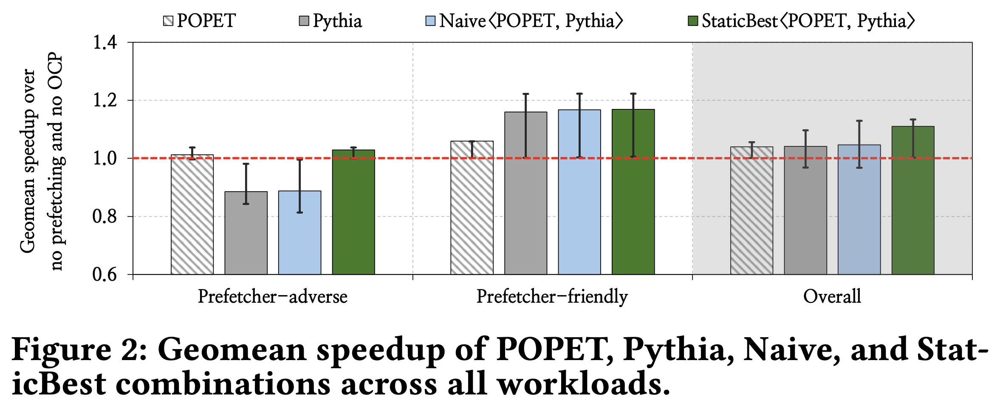 POPET Pythia Naive〈POPET, Pythia〉 StaticBest〈POPET, Pythia〉
Geomean speedup over
no prefetching and no OCP
1.4
1.2
1.0
0.8
0.6
Prefetcher−adverse Prefetcher−friendly Overall
Figure 2: Geomean speedup of POPET, Pythia, Naive, and Stat-
icBest combinations across all workloads.